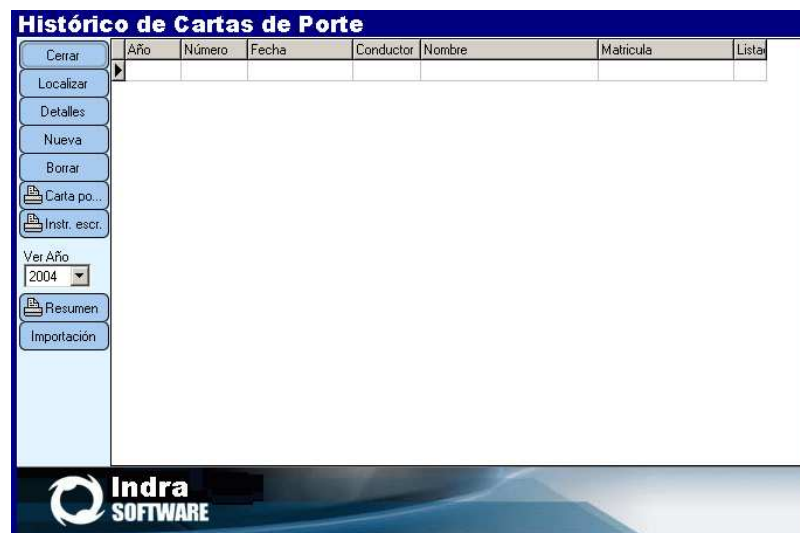 Histórico de Cartas de Porte
Cerrar
Año Número Fecha Conductor Nombre Matricula Listad
Localizar
Detalles
Nueva
Borrar
Carta po...
Instr. escr.
Ver Año
2004
Resumen
Importación
Indra
SOFTWARE